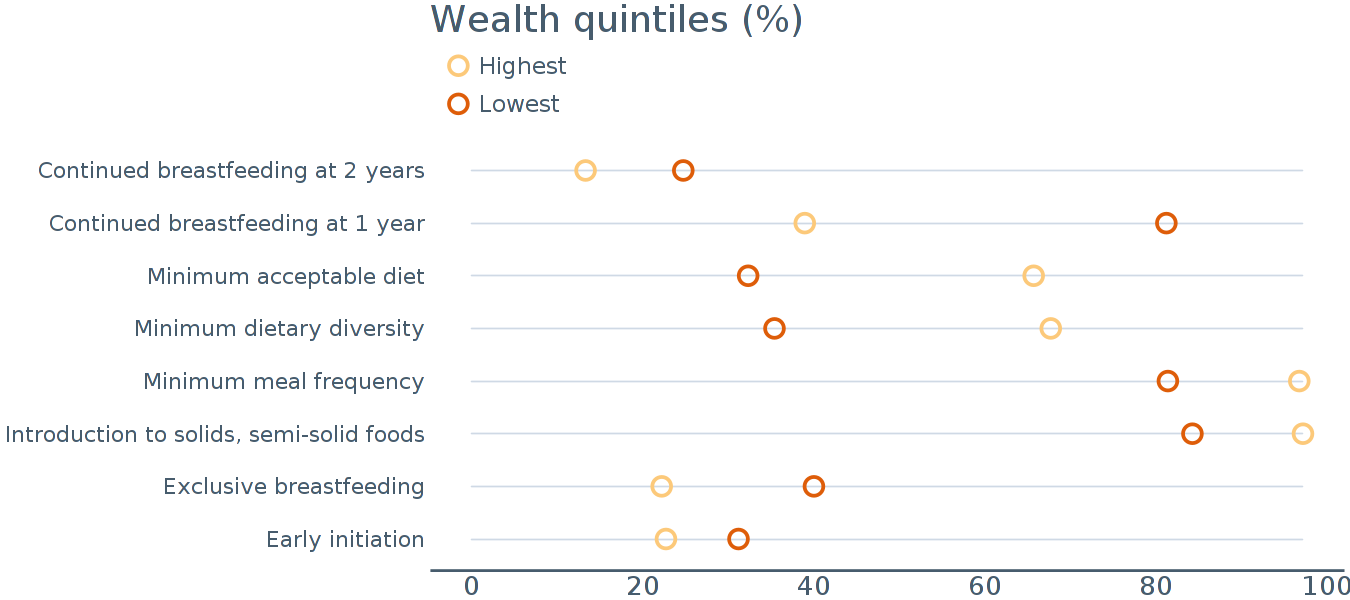 Wealth quintiles (%)
Highest
Lowest
Continued breastfeeding at 2 years
Continued breastfeeding at 1 year
Minimum acceptable diet
Minimum dietary diversity
Minimum meal frequency
Introduction to solids, semi-solid foods
Exclusive breastfeeding
Early initiation
0 20 40 60 80 100